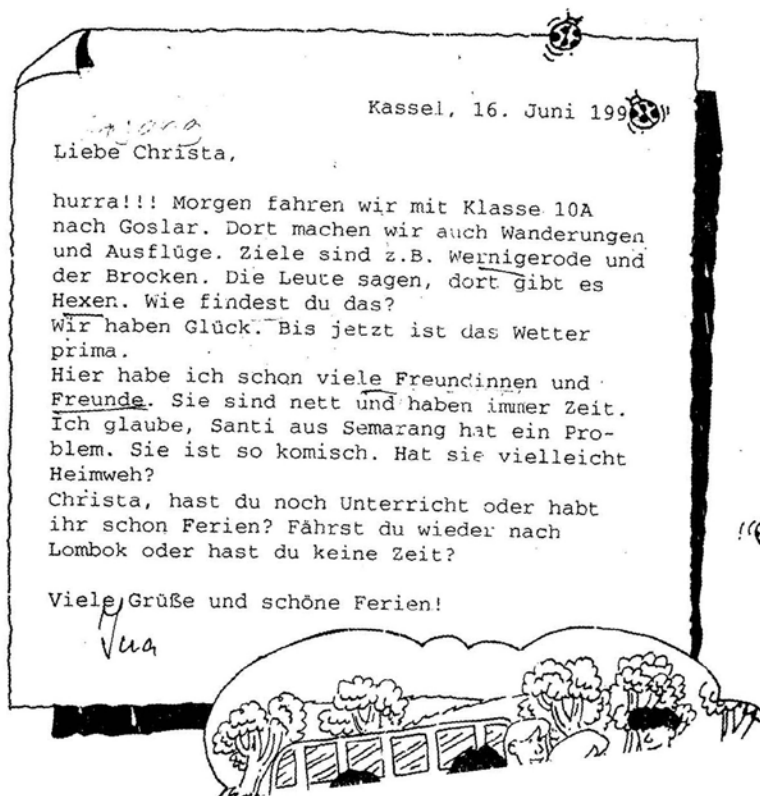 Kassel, 16. Juni 199
Liebe Christa,
hurra!!! Morgen fahren wir mit Klasse 10A
nach Goslar. Dort machen wir auch Wanderungen
und Ausflüge. Ziele sind z.B. Wernigerode und
der Brocken. Die Leute sagen, dort gibt es
Hexen. Wie findest du das?
Wir haben Glück. Bis jetzt ist das Wetter
prima.
Hier habe ich schon viele Freundinnen und
Freunde. Sie sind nett und haben immer Zeit.
Ich glaube, Santi aus Semarang hat ein Pro-
blem. Sie ist so komisch. Hat sie vielleicht
Heimweh?
Christa, hast du noch Unterricht oder habt
ihr schon Ferien? Fährst du wieder nach
Lombok oder hast du keine Zeit?
Viele Grüße und schöne Ferien!